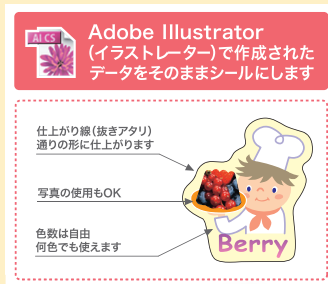 AI CS
Adobe Illustrator
（イラストレーター）で作成された
データをそのままシールにします
仕上がり線（抜きアタリ）
通りの形に仕上がります
写真の使用もOK
色数は自由
何色でも使えます
Berry